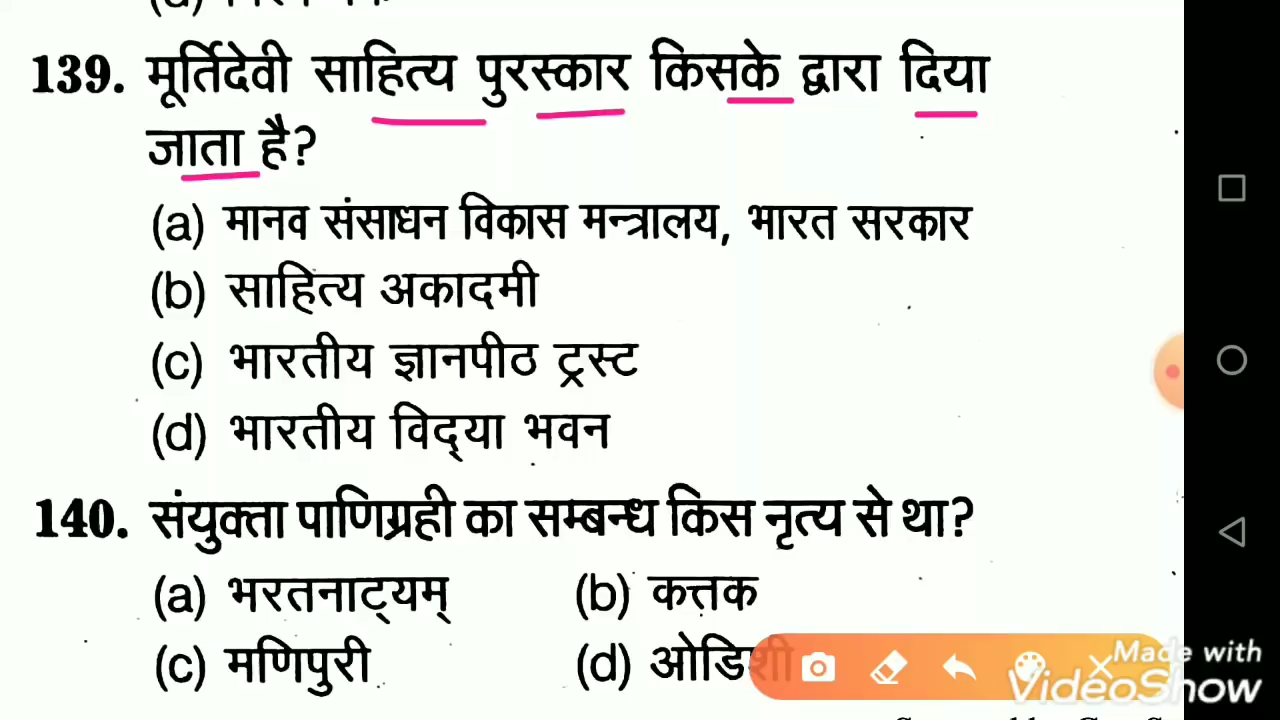 139. मूर्तिदेवी साहित्य पुरस्कार किसके द्वारा दिया
जाता है?
(a) मानव संसाधन विकास मन्त्रालय, भारत सरकार
(b) साहित्य अकादमी
(c) भारतीय ज्ञानपीठ ट्रस्ट
(d) भारतीय विद्या भवन
140. संयुक्ता पाणिग्रही का सम्बन्ध किस नृत्य से था?
(a) भरतनाट्यम् (b) कत्तक
(c) मणिपुरी (d) ओडिशी
Made with
VideoShow